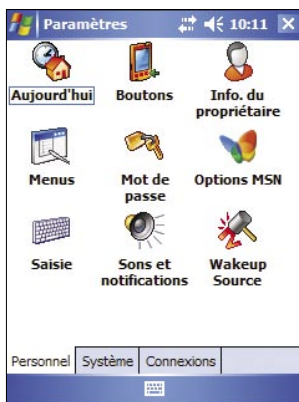 Paramètres 10:11
Aujourd'hui
Boutons
Info. du
propriétaire
Menus
Mot de
passe
Options MSN
Saisie
Sons et
notifications
Wakeup
Source
Personnel Système Connexions